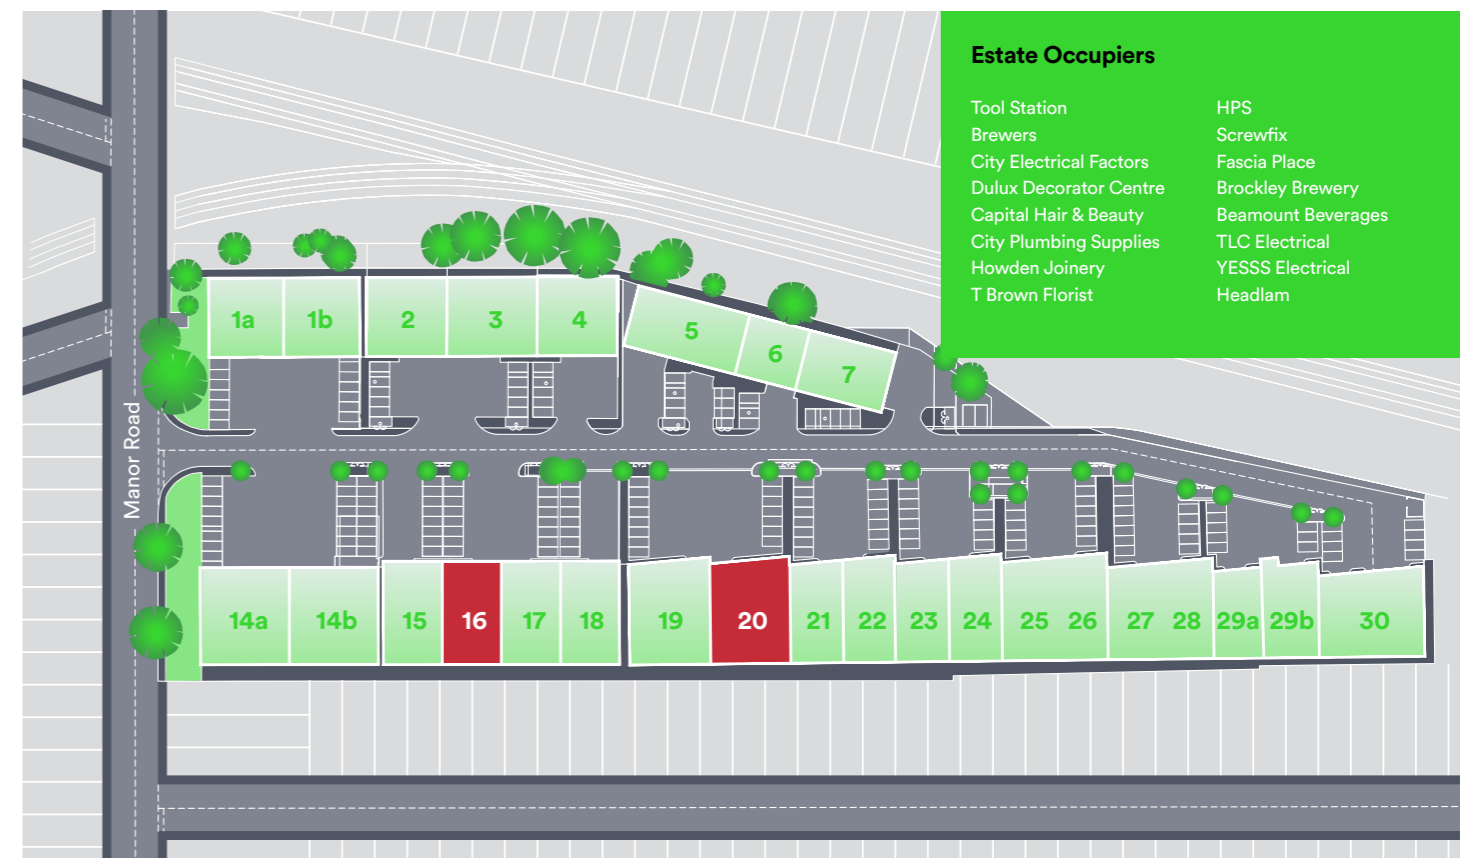 Estate Occupiers
Tool Station
Brewers
City Electrical Factors
Dulux Decorator Centre
Capital Hair & Beauty
City Plumbing Supplies
Howden Joinery
T Brown Florist
HPS
Screwfix
Fascia Place
Brockley Brewery
Beamount Beverages
TLC Electrical
YESSS Electrical
Headlam
1a
1b
2
3
4
5
6
7
Manor Road
14a
14b
15
16
17
18
19
20
21
22
23
24
25
26
27
28
29a
29b
30